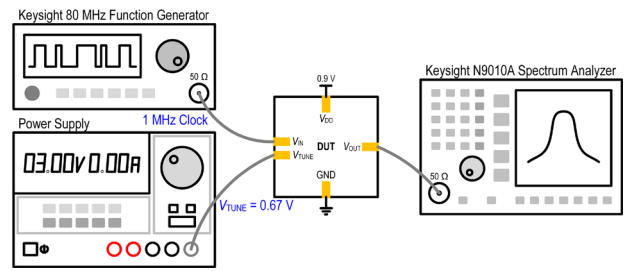 Keysight 80 MHz Function Generator
50 Ω
1 MHz Clock
Power Supply
03.00V 0.00A
VTUNE = 0.67 V
0.9 V
VDD
VIN
VTUNE
DUT
VOUT
GND
Keysight N9010A Spectrum Analyzer
50 Ω